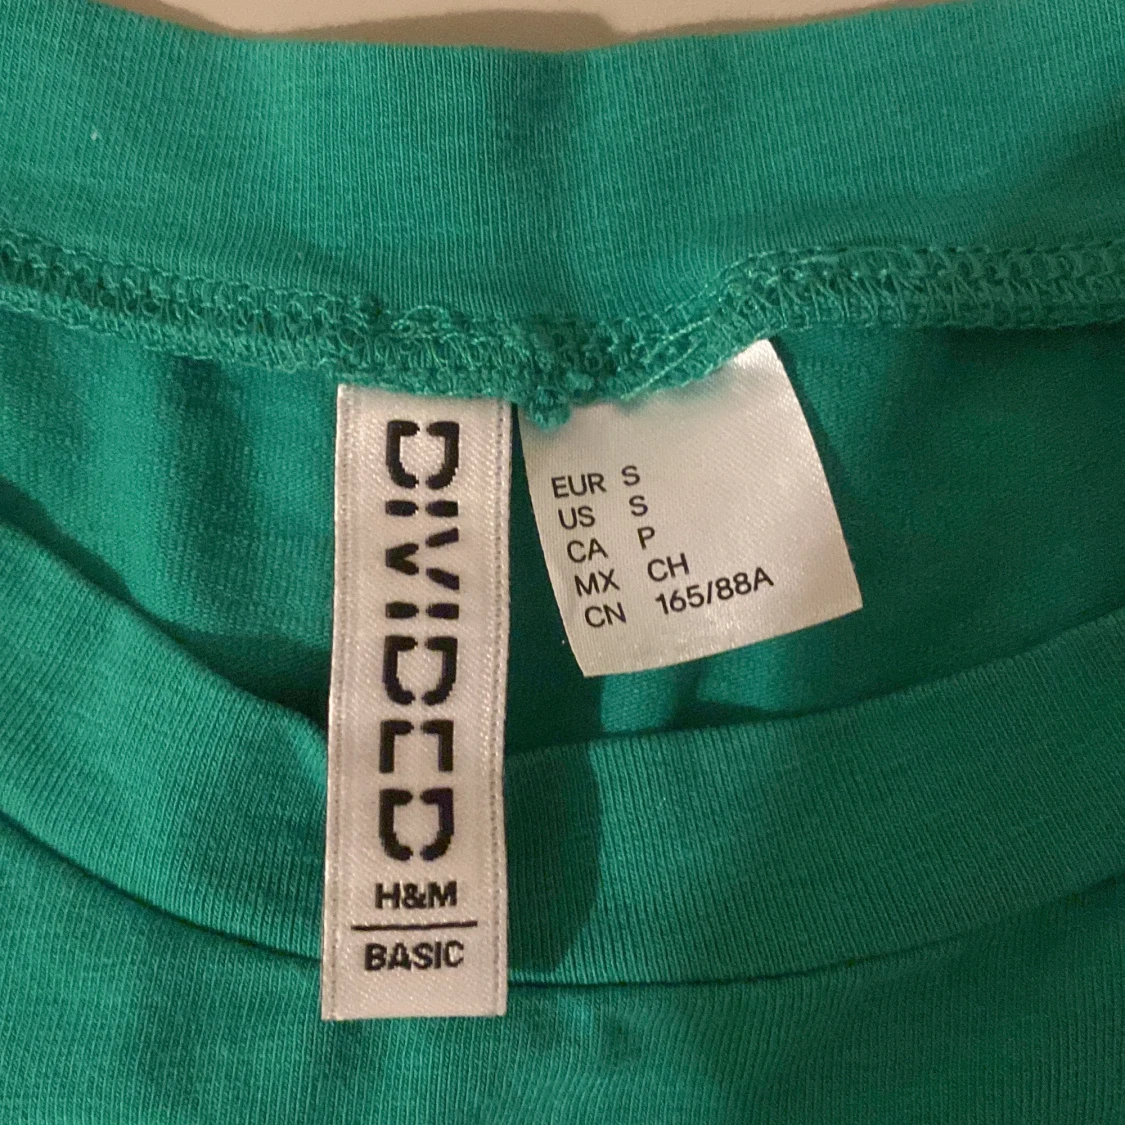 DIVIDED
H&M
BASIC
EUR S
US S
CA P
MX CH
CN 165/88A